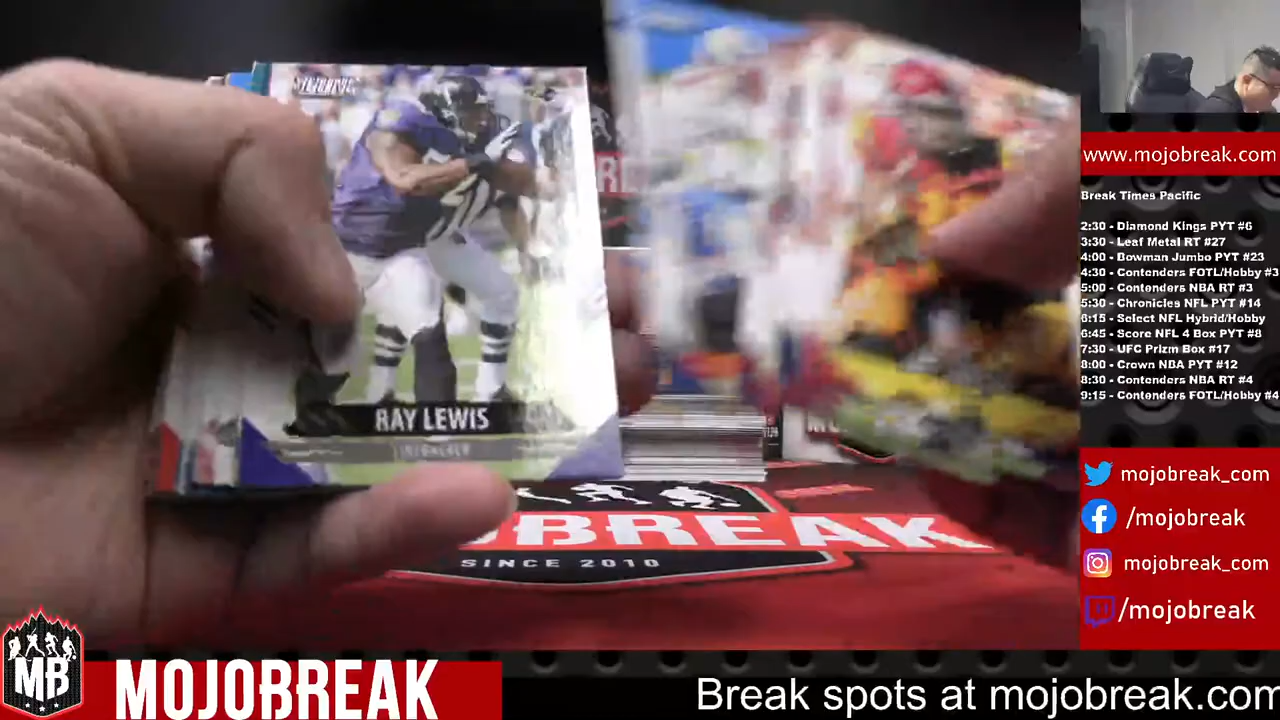 RAY LEWIS
LINEBACKER
BREAK
SINCE 2010
www.mojobreak.com
Break Times Pacific
2:30 - Diamond Kings PYT #6
3:30 - Leaf Metal RT #27
4:00 - Bowman Jumbo PYT #23
4:30 - Contenders FOTL/Hobby #3
5:00 - Contenders NBA RT #3
5:30 - Chronicles NFL PYT #14
6:15 - Select NFL Hybrid/Hobby
6:45 - Score NFL 4 Box PYT #8
7:30 - UFC Prizm Box #17
8:00 - Crown NBA PYT #12
8:30 - Contenders NBA RT #4
9:15 - Contenders FOTL/Hobby #4
mojobreak_com
/mojobreak
mojobreak_com
/mojobreak
MB
MOJOBREAK
Break spots at mojobreak.com